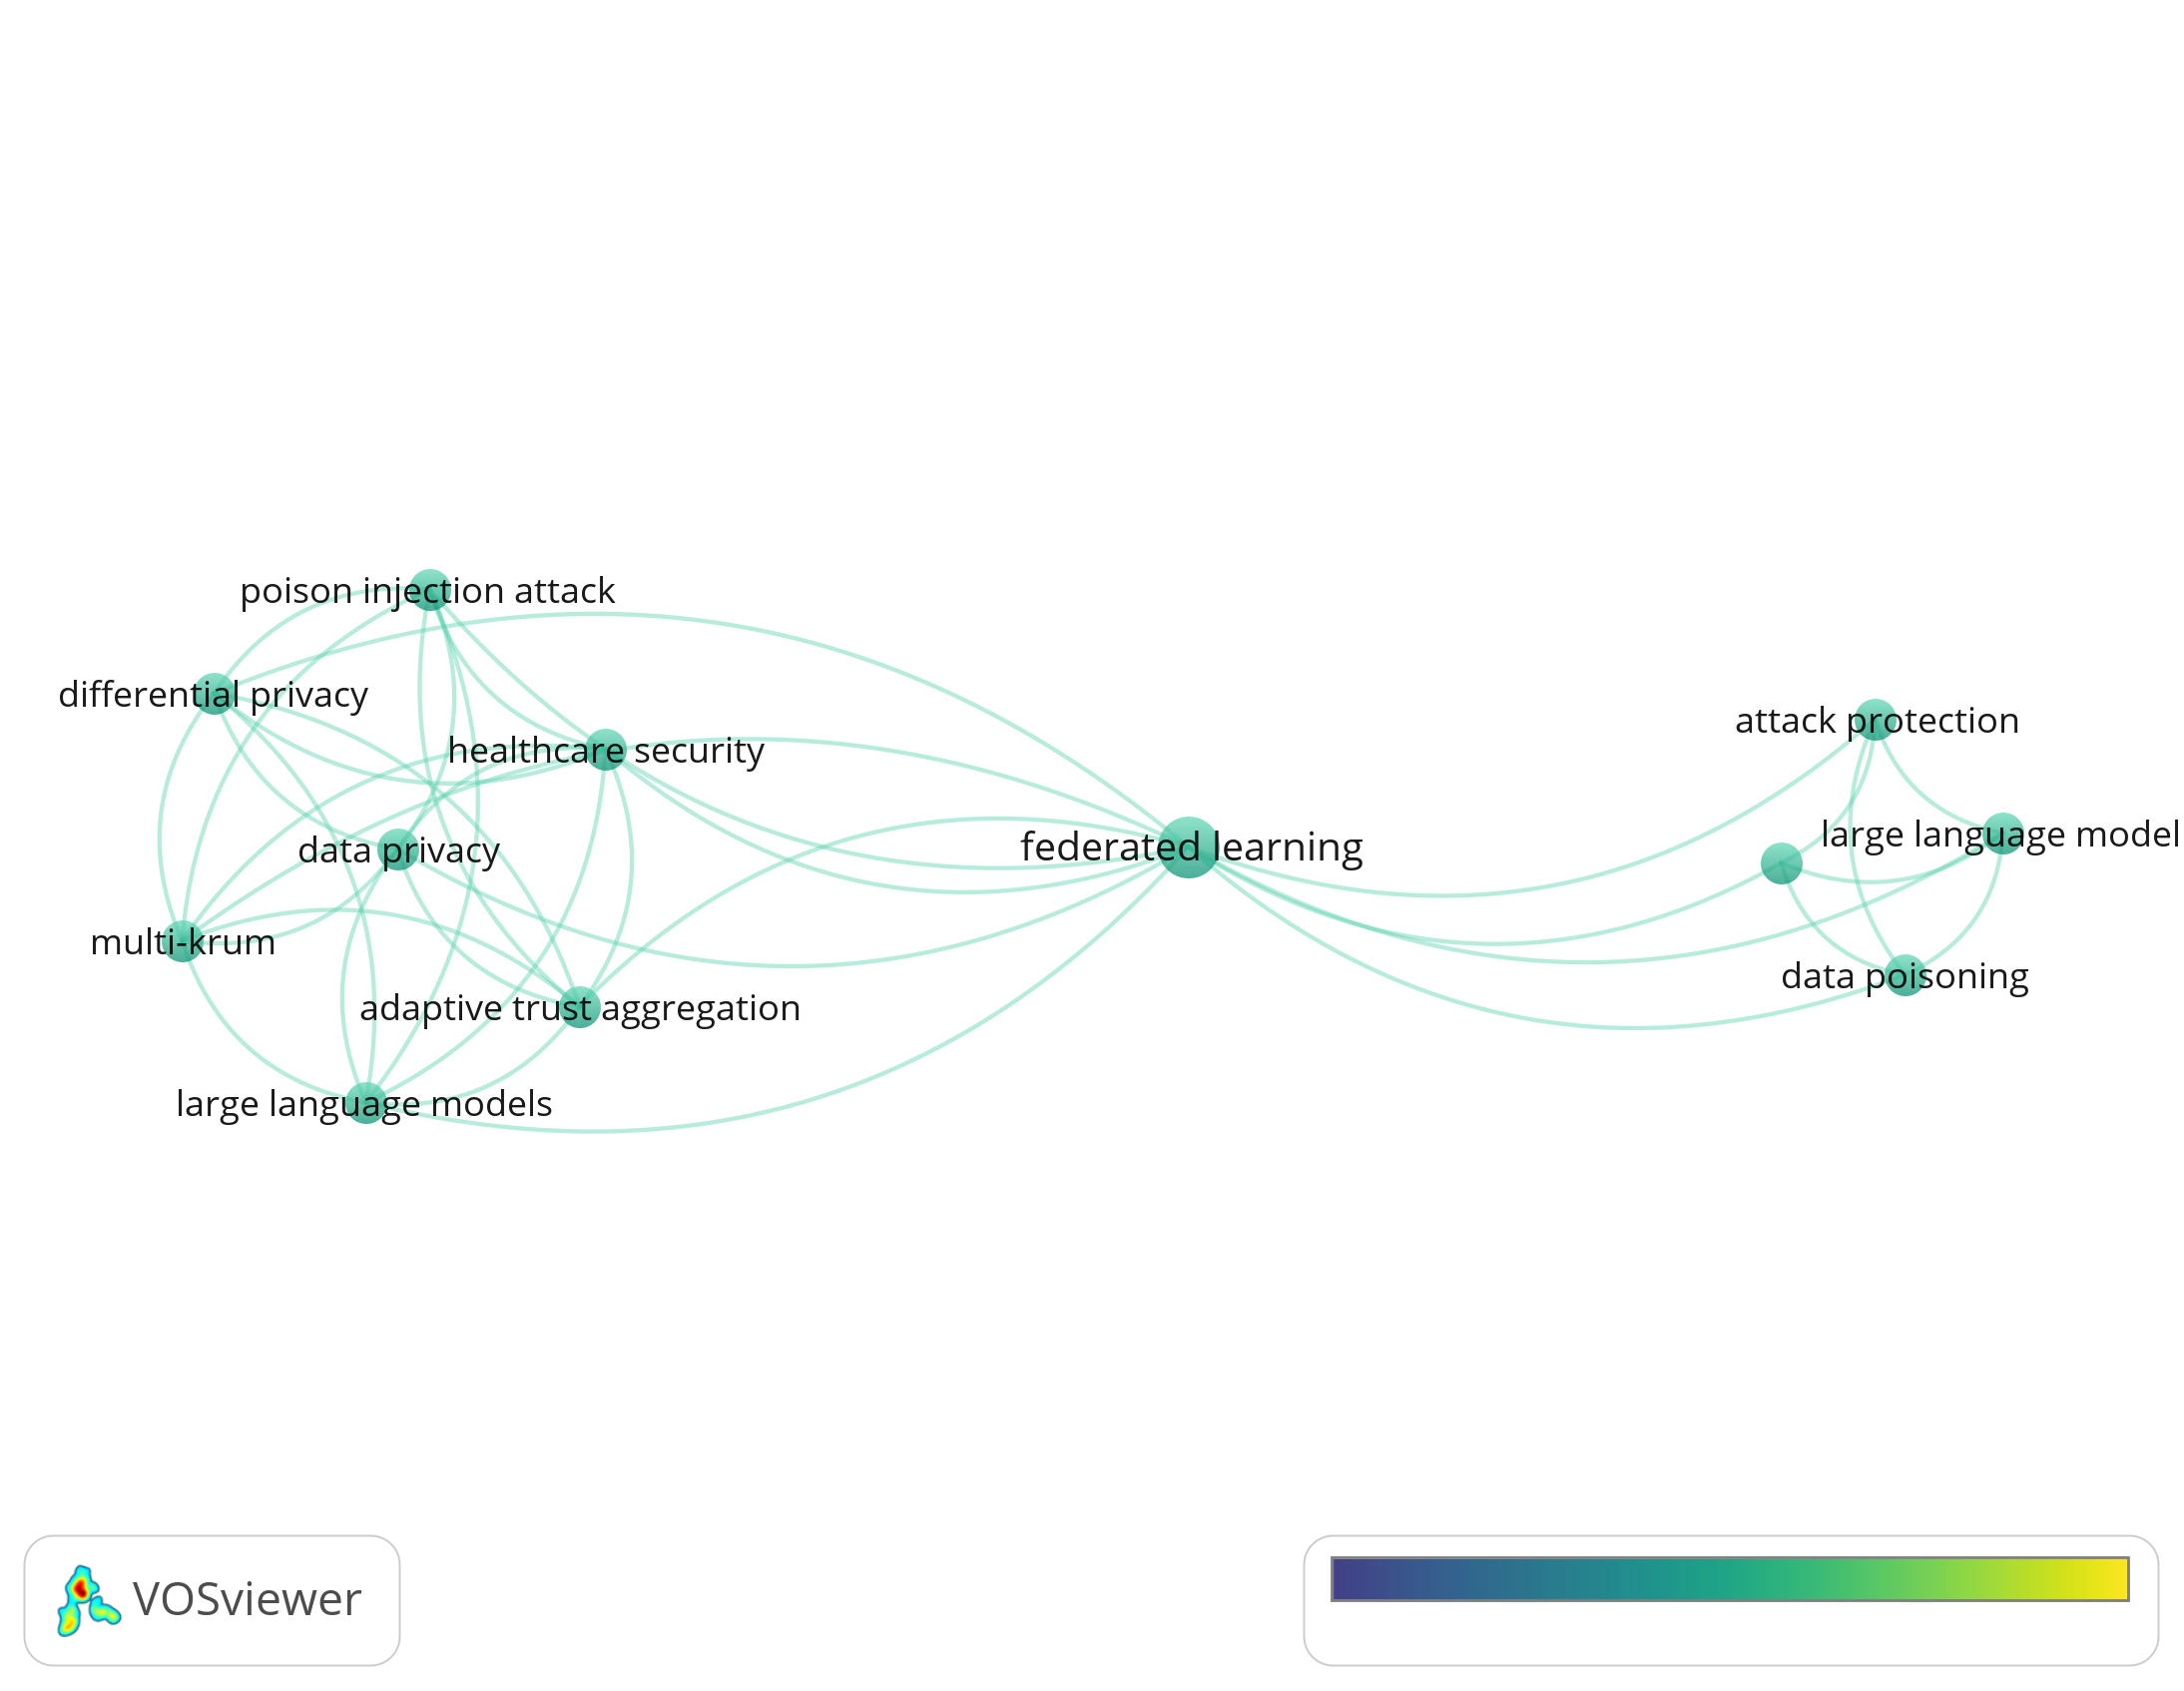 poison injection attack
differential privacy
healthcare security
data privacy
multi-krum
adaptive trust aggregation
large language models
federated learning
attack protection
large language model
data poisoning
VOSviewer